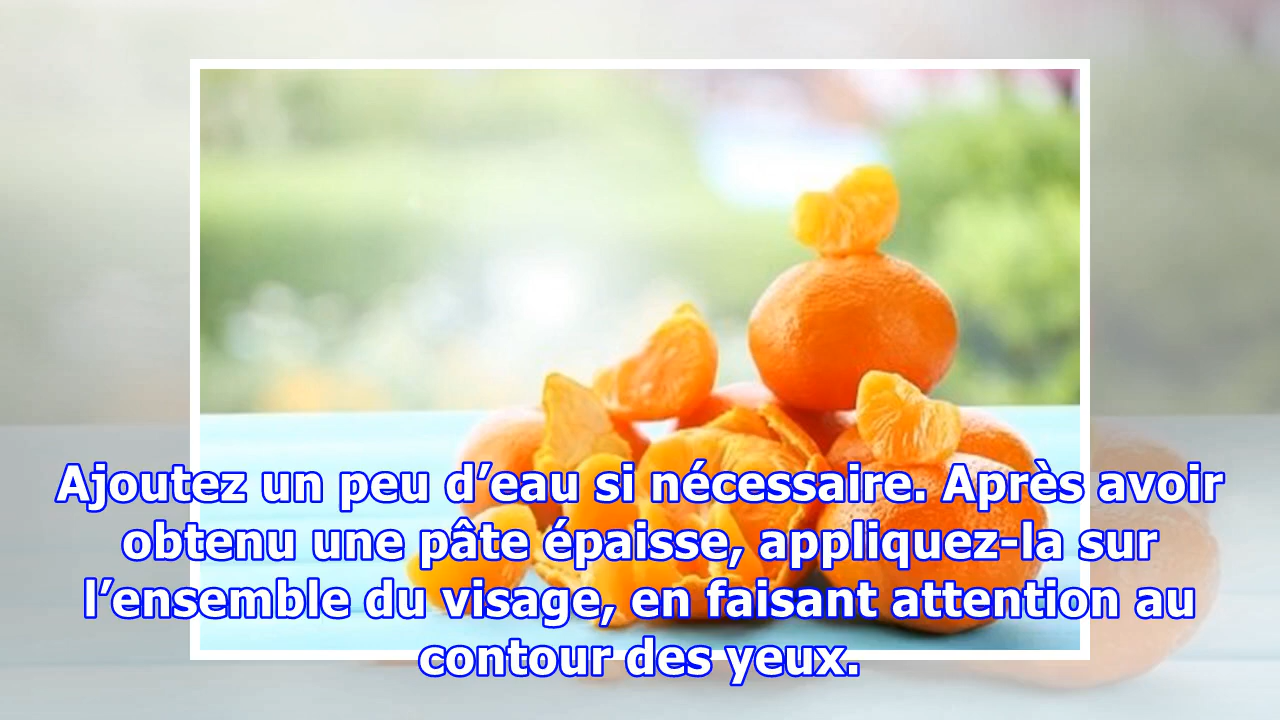 Ajoutez un peu d’eau si nécessaire. Après avoir
obtenu une pâte épaisse, appliquez-la sur
l’ensemble du visage, en faisant attention au
contour des yeux.